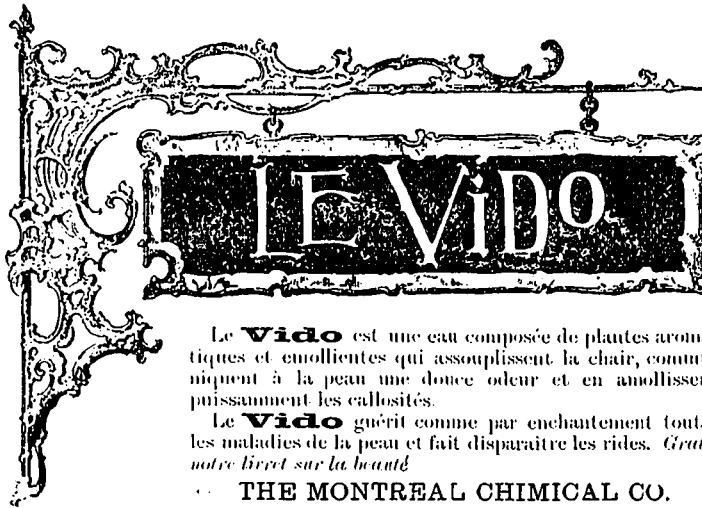 LE ViDO
Le Vido est une eau composée de plantes arom
tiques et emollientes qui assouplissent la chair, commu
niquent à la peau une douce odeur et en amollisse
puissamment les callosités.
Le Vido guérit comme par enchantement tout
les maladies de la peau et fait disparaitre les rides. Grat
notre livret sur la beauté
THE MONTREAL CHIMICAL CO.